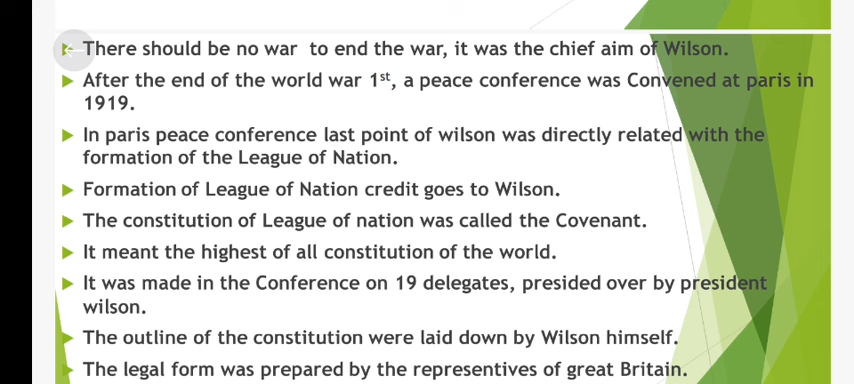 There should be no war to end the war, it was the chief aim of Wilson.
After the end of the world war 1st, a peace conference was Convened at paris in
1919.
In paris peace conference last point of wilson was directly related with the
formation of the League of Nation.
Formation of League of Nation credit goes to Wilson.
The constitution of League of nation was called the Covenant.
It meant the highest of all constitution of the world.
It was made in the Conference on 19 delegates, presided over by president
wilson.
The outline of the constitution were laid down by Wilson himself.
The legal form was prepared by the representives of great Britain.